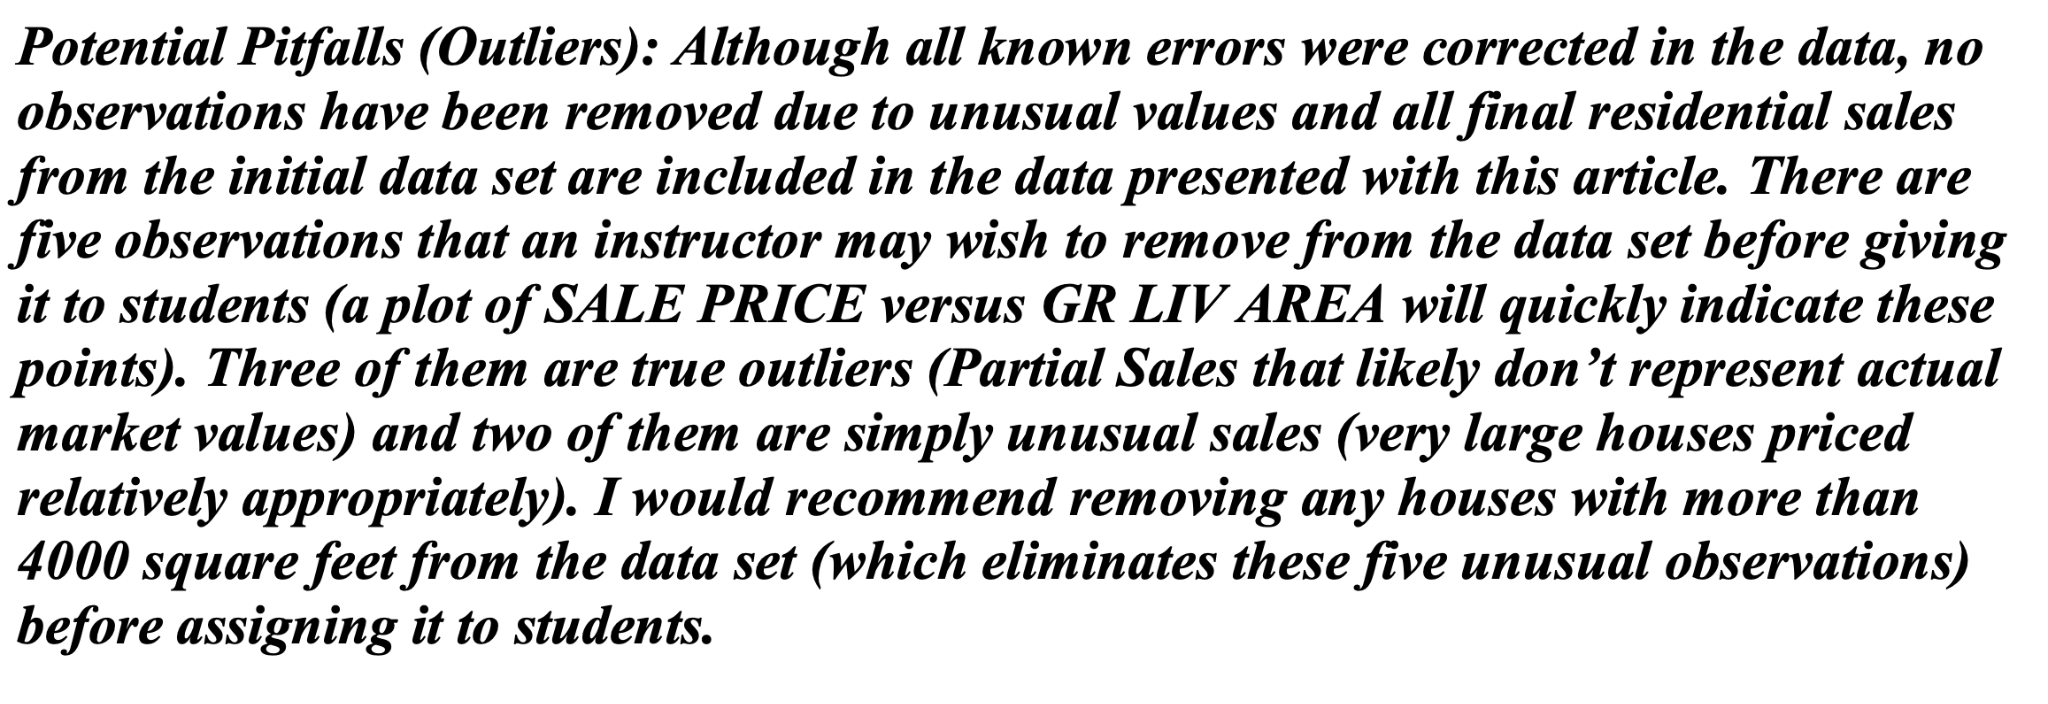 Potential Pitfalls (Outliers): Although all known errors were corrected in the data, no
observations have been removed due to unusual values and all final residential sales
from the initial data set are included in the data presented with this article. There are
five observations that an instructor may wish to remove from the data set before giving
it to students (a plot of SALE PRICE versus GR LIV AREA will quickly indicate these
points). Three of them are true outliers (Partial Sales that likely don’t represent actual
market values) and two of them are simply unusual sales (very large houses priced
relatively appropriately). I would recommend removing any houses with more than
4000 square feet from the data set (which eliminates these five unusual observations)
before assigning it to students.